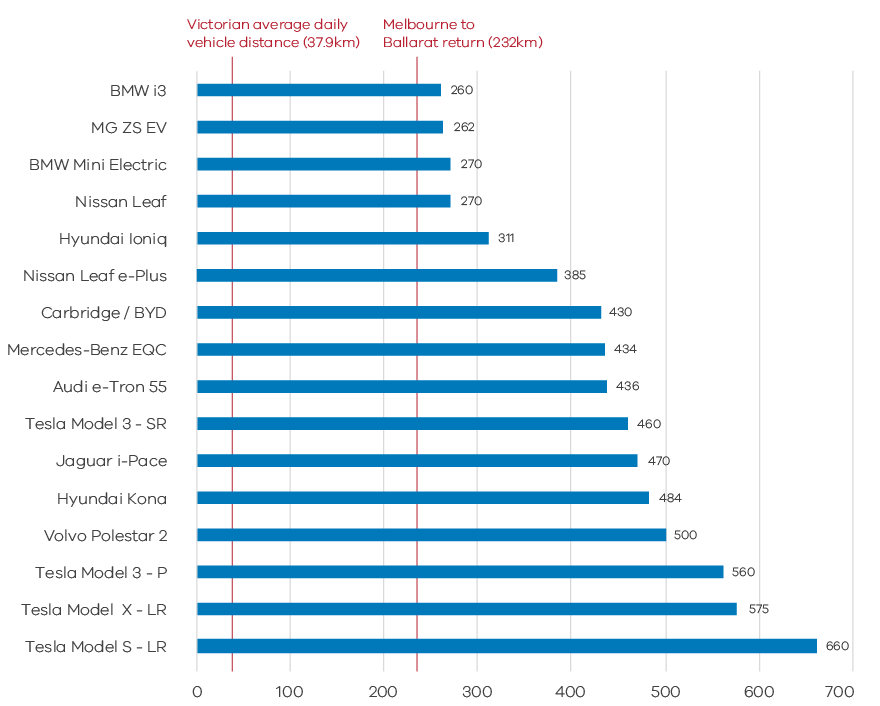 Victorian average daily
vehicle distance (37.9km)
Melbourne to
Ballarat return (232km)
BMW i3 260
MG ZS EV 262
BMW Mini Electric 270
Nissan Leaf 270
Hyundai Ioniq 311
Nissan Leaf e-Plus 385
Carbridge / BYD 430
Mercedes-Benz EQC 434
Audi e-Tron 55 436
Tesla Model 3 - SR 460
Jaguar i-Pace 470
Hyundai Kona 484
Volvo Polestar 2 500
Tesla Model 3 - P 560
Tesla Model  X - LR 575
Tesla Model S - LR 660
0 100 200 300 400 500 600 700